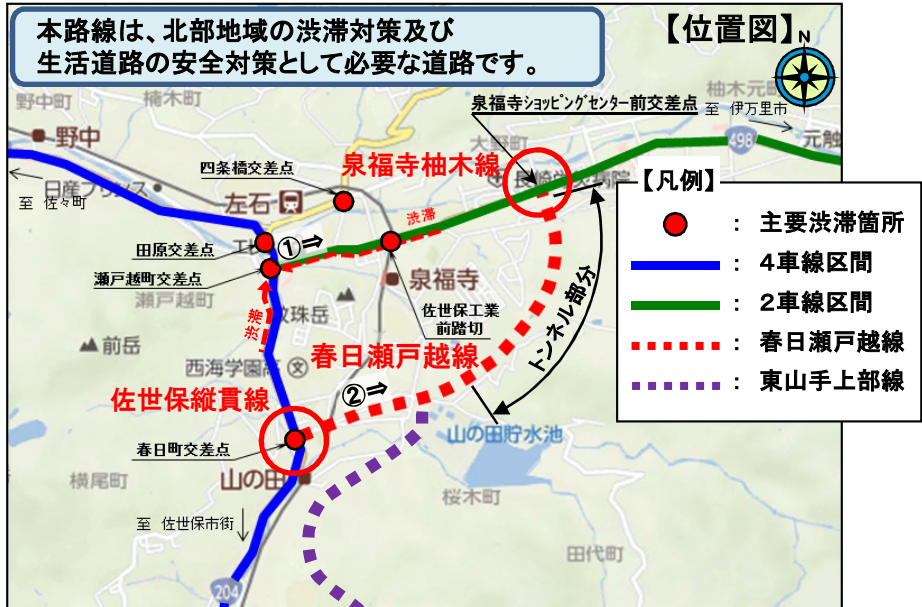 本路線は、北部地域の渋滞対策及び
生活道路の安全対策として必要な道路です。
【位置図】
N
野中町
楠木町
柚木元町
泉福寺ショッピングセンター前交差点
至 伊万里市
野中
大野町
498
元触
四条橋交差点
泉福寺柚木線
日産プリンス
至 佐々町
左石
渋滞
田原交差点
①⇒
瀬戸越町交差点
瀬戸越町
泉福寺
佐世保工業
前踏切
トンネル部分
渋滞
前岳
春日瀬戸越線
西海学園高
文
②⇒
佐世保縦貫線
春日町交差点
山の田貯水池
山の田
横尾町
桜木町
至 佐世保市街
田代町
204
【凡例】
： 主要渋滞箇所
： ４車線区間
： ２車線区間
： 春日瀬戸越線
： 東山手上部線